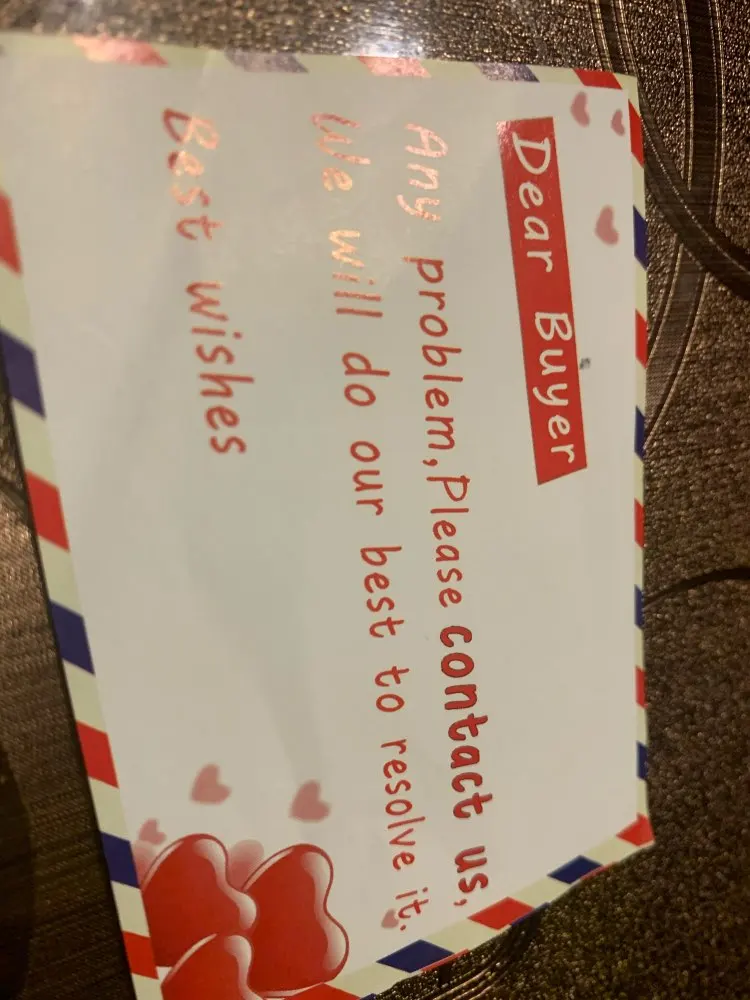 Dear Buyer
Any problem, Please contact us,
We will do our best to resolve it.
Best wishes